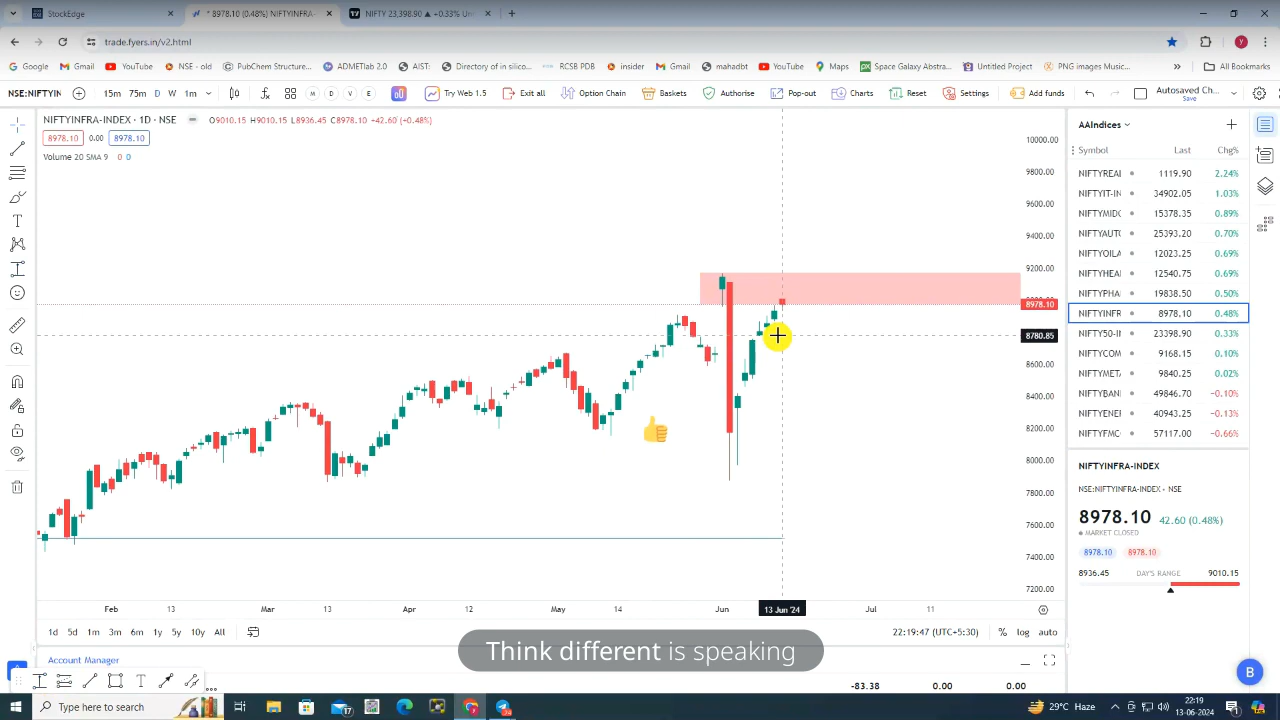 StockEdge
* 8978.10 (0.48%) NIFTYINFRA-
NIFTY 23,398.90 ▲ +0.33% Un
trade.fyers.in/v2.html
Google Gmail YouTube NSE - old PubChem Structure... ADMETlab 2.0 AIST: Directory of in silico... RCSB PDB insider Gmail mahadbt YouTube Maps Space Galaxy Abstra... Untitled Project PNG images Music... All Bookmarks
NSE:NIFTYIN 15m 75m D W 1m Try Web 1.5 Exit all Option Chain Baskets Authorise Pop-out Charts Reset Settings Add funds Autosaved Ch...
M D V E
Save
NIFTYINFRA-INDEX · 1D · NSE O9010.15 H9010.15 L8936.45 C8978.10 −42.60 (−0.48%)
8978.10 0.00 8978.10
Volume 20 SMA 9 0 0
10000.00
9800.00
9600.00
9400.00
9200.00
8978.10
8780.85
8600.00
8400.00
8200.00
8000.00
7800.00
7600.00
7400.00
7200.00
Feb 13 Mar 13 Apr 12 May 14 Jun 13 Jun '24 Jul 11
1d 5d 1m 3m 6m 1y 5y 10y All
22:19:47 (UTC+5:30) % log auto
AAIndices
Symbol Last Chg%
NIFTYREAL 1119.90 2.24%
NIFTYIT-IN 34902.05 1.03%
NIFTYMIDC 15378.35 0.89%
NIFTYAUTC 25393.20 0.70%
NIFTYOILA 12023.25 0.69%
NIFTYHEA 12540.75 0.69%
NIFTYPHA 19838.50 0.50%
NIFTYINFR 8978.10 0.48%
NIFTY50-I 23398.90 0.33%
NIFTYCOM 9168.15 0.10%
NIFTYMET 9840.25 0.02%
NIFTYBAN 49846.70 −0.10%
NIFTYENE 40943.25 −0.13%
NIFTYFMC 57117.00 −0.66%
NIFTYINFRA-INDEX
NSE:NIFTYINFRA-INDEX - NSE
8978.10 42.60 (0.48%)
MARKET CLOSED
8978.10 8978.10
8936.45 DAY'S RANGE 9010.15
Think different is speaking
Account Manager
-83.38 0.00 0.00
B
Type here to search
17
29°C Haze
22:19
13-06-2024